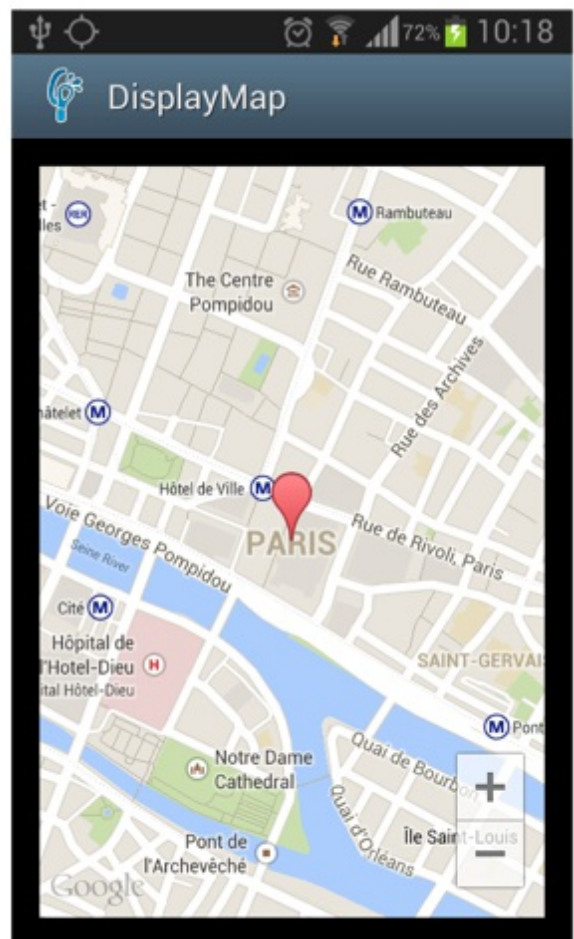 72% 10:18
DisplayMap
RER
M Rambuteau
The Centre
Pompidou
Rue Rambuteau
Rue des Archives
M
Hôtel de Ville M
PARIS
Rue de Rivoli, Paris
Voie Georges Pompidou
Seine River
Cité M
Hôpital de
l'Hotel-Dieu H
ital Hôtel-Dieu
SAINT-GERVAI
M Pont
Quai de Bourbon
Notre Dame
Cathedral
Quai d'Orléans
Île Saint-Louis
Pont de
l'Archevêché
Google
+
−